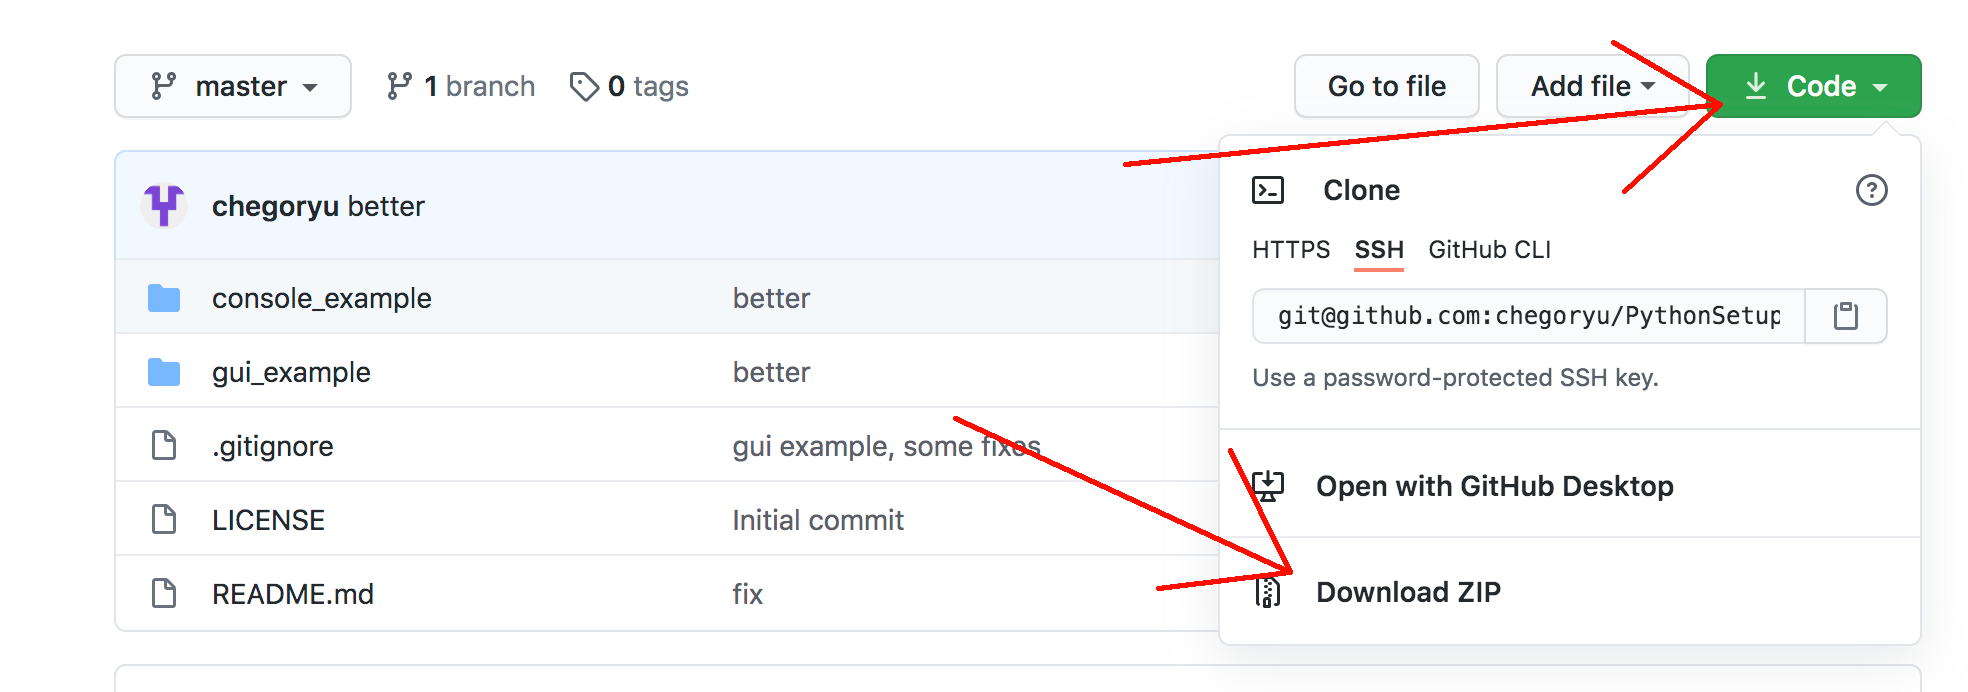 master 1 branch 0 tags Go to file Add file Code
chegoryu better
Clone
HTTPS SSH GitHub CLI
console_example better
git@github.com:chegoryu/PythonSetup
gui_example better
Use a password-protected SSH key.
.gitignore gui example, some fixes
Open with GitHub Desktop
LICENSE Initial commit
README.md fix
Download ZIP